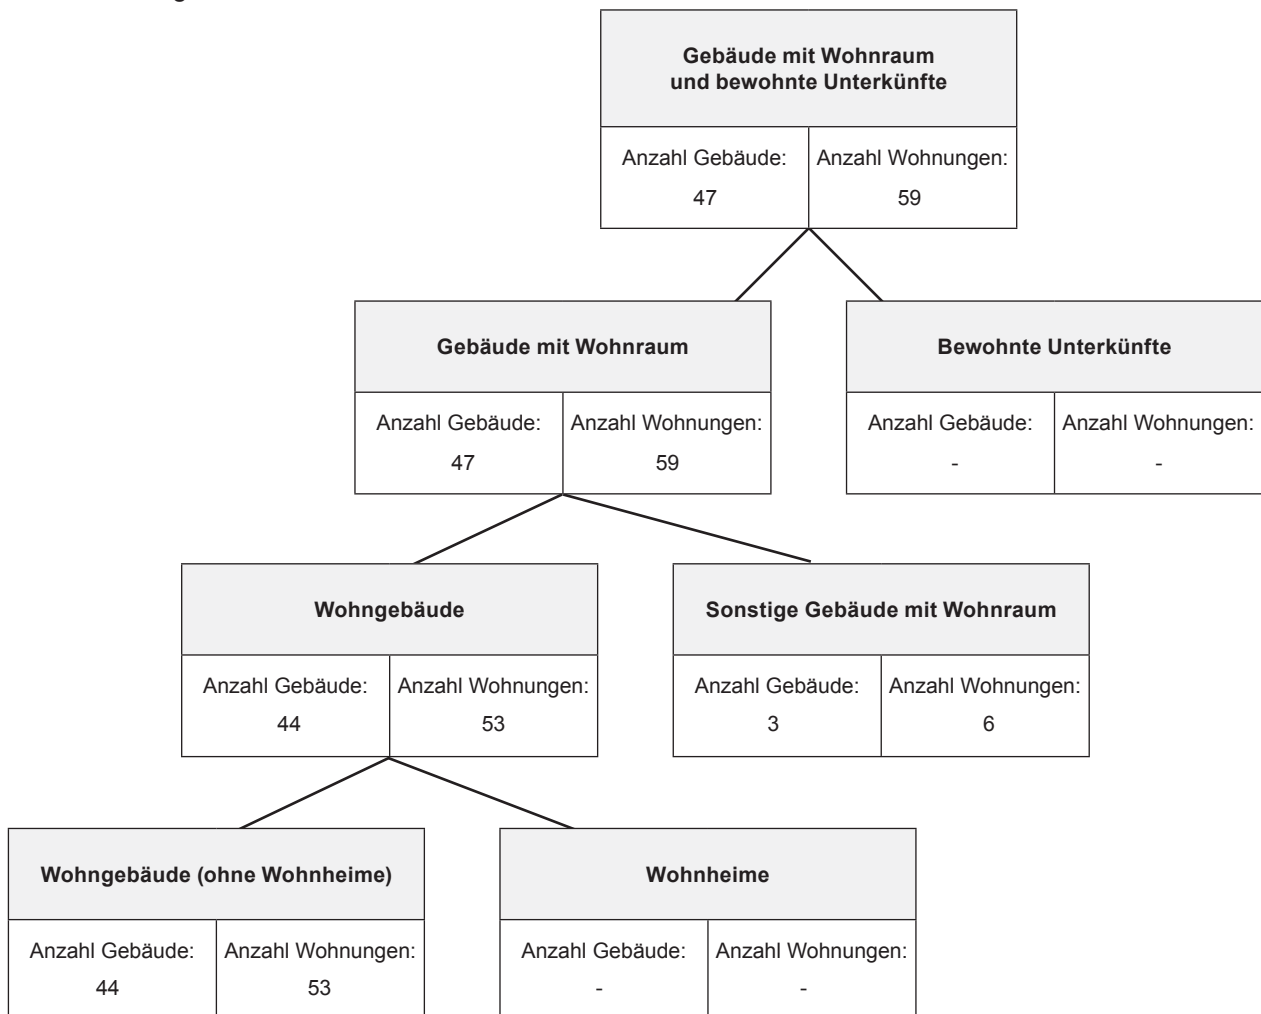 Gebäude mit Wohnraum
und bewohnte Unterkünfte
Anzahl Gebäude: Anzahl Wohnungen:
47 59
Gebäude mit Wohnraum Bewohnte Unterkünfte
Anzahl Gebäude: Anzahl Wohnungen: Anzahl Gebäude: Anzahl Wohnungen:
47 59 - -
Wohngebäude Sonstige Gebäude mit Wohnraum
Anzahl Gebäude: Anzahl Wohnungen: Anzahl Gebäude: Anzahl Wohnungen:
44 53 3 6
Wohngebäude (ohne Wohnheime) Wohnheime
Anzahl Gebäude: Anzahl Wohnungen: Anzahl Gebäude: Anzahl Wohnungen:
44 53 - -